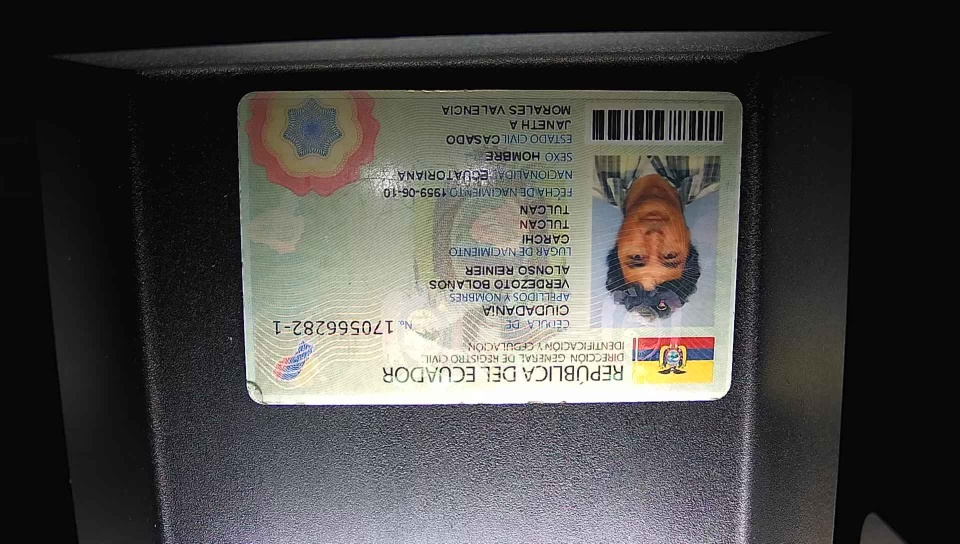 REPÚBLICA DEL ECUADOR
DIRECCIÓN GENERAL DE REGISTRO CIVIL
IDENTIFICACIÓN Y CEDULACIÓN
CÉDULA DE
CIUDADANÍA
No. 170566282-1
APELLIDOS Y NOMBRES
VERDEZOTO BOLAÑOS
ALONSO REINIER
LUGAR DE NACIMIENTO
CARCHI
TULCAN
TULCAN
FECHA DE NACIMIENTO 1959-06-10
NACIONALIDAD ECUATORIANA
SEXO HOMBRE
ESTADO CIVIL CASADO
JANETH A
MORALES VALENCIA